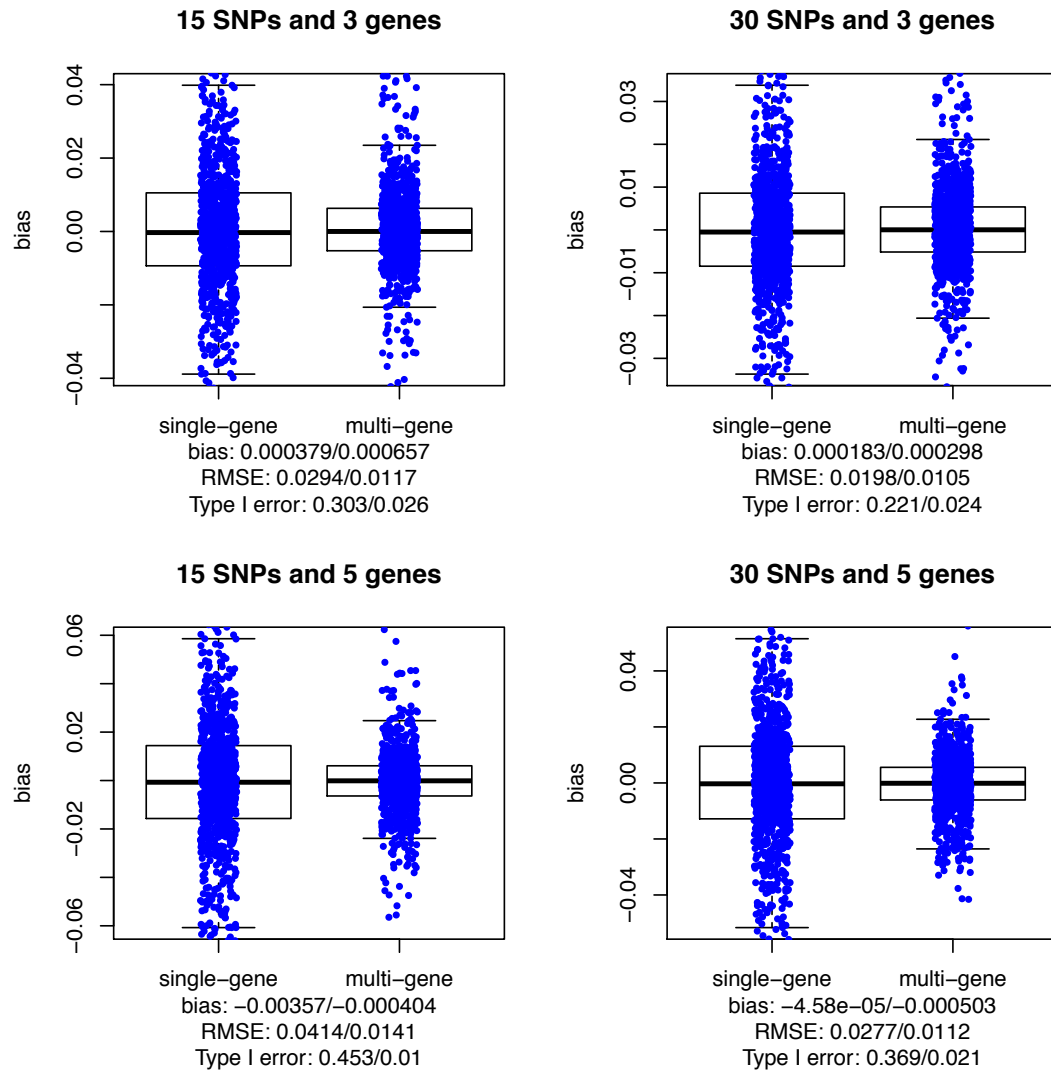 15 SNPs and 3 genes
bias
0.04
0.02
0.00
−0.04
single−gene multi−gene
bias: 0.000379/0.000657
RMSE: 0.0294/0.0117
Type I error: 0.303/0.026
30 SNPs and 3 genes
bias
0.03
0.01
−0.01
−0.03
single−gene multi−gene
bias: 0.000183/0.000298
RMSE: 0.0198/0.0105
Type I error: 0.221/0.024
15 SNPs and 5 genes
bias
0.06
0.02
−0.02
−0.06
single−gene multi−gene
bias: −0.00357/−0.000404
RMSE: 0.0414/0.0141
Type I error: 0.453/0.01
30 SNPs and 5 genes
bias
0.04
0.00
−0.04
single−gene multi−gene
bias: −4.58e−05/−0.000503
RMSE: 0.0277/0.0112
Type I error: 0.369/0.021